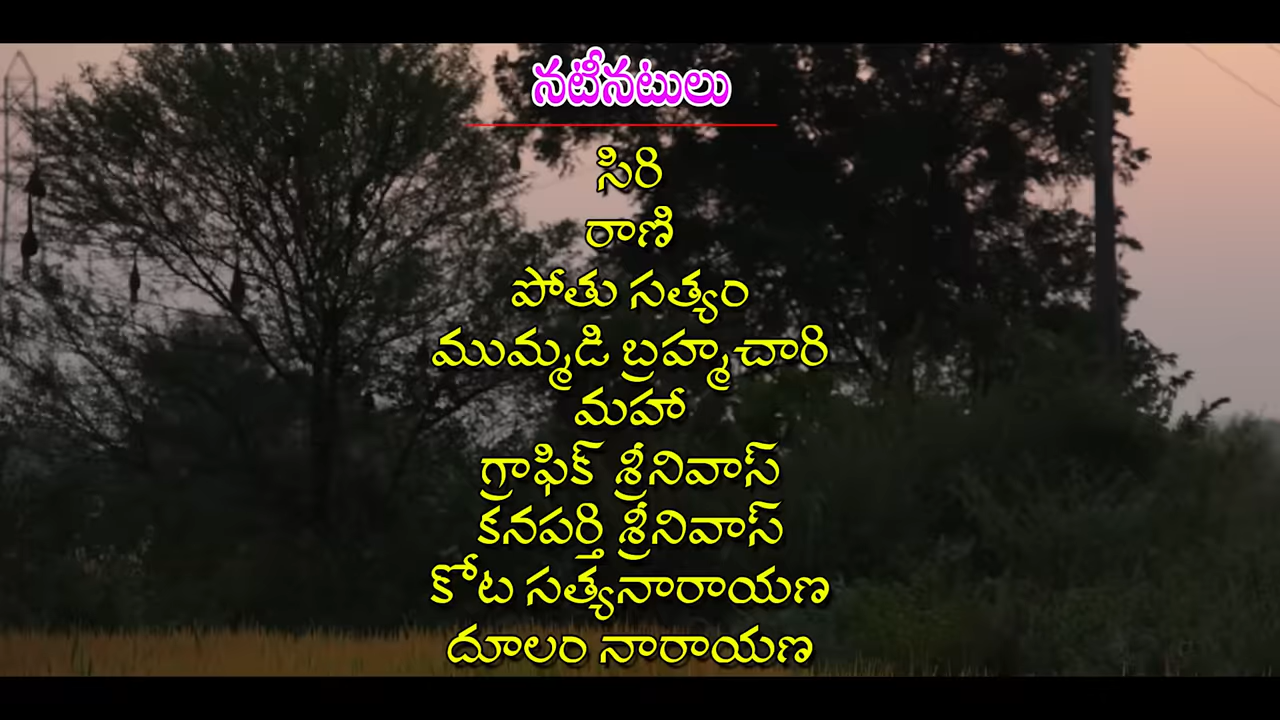 నటీనటులు
సిరి
రాణి
పోతు సత్యం
ముమ్మడి బ్రహ్మచారి
మహా
గ్రాఫిక్ శ్రీనివాస్
కనపర్తి శ్రీనివాస్
కోట సత్యనారాయణ
దూలం నారాయణ